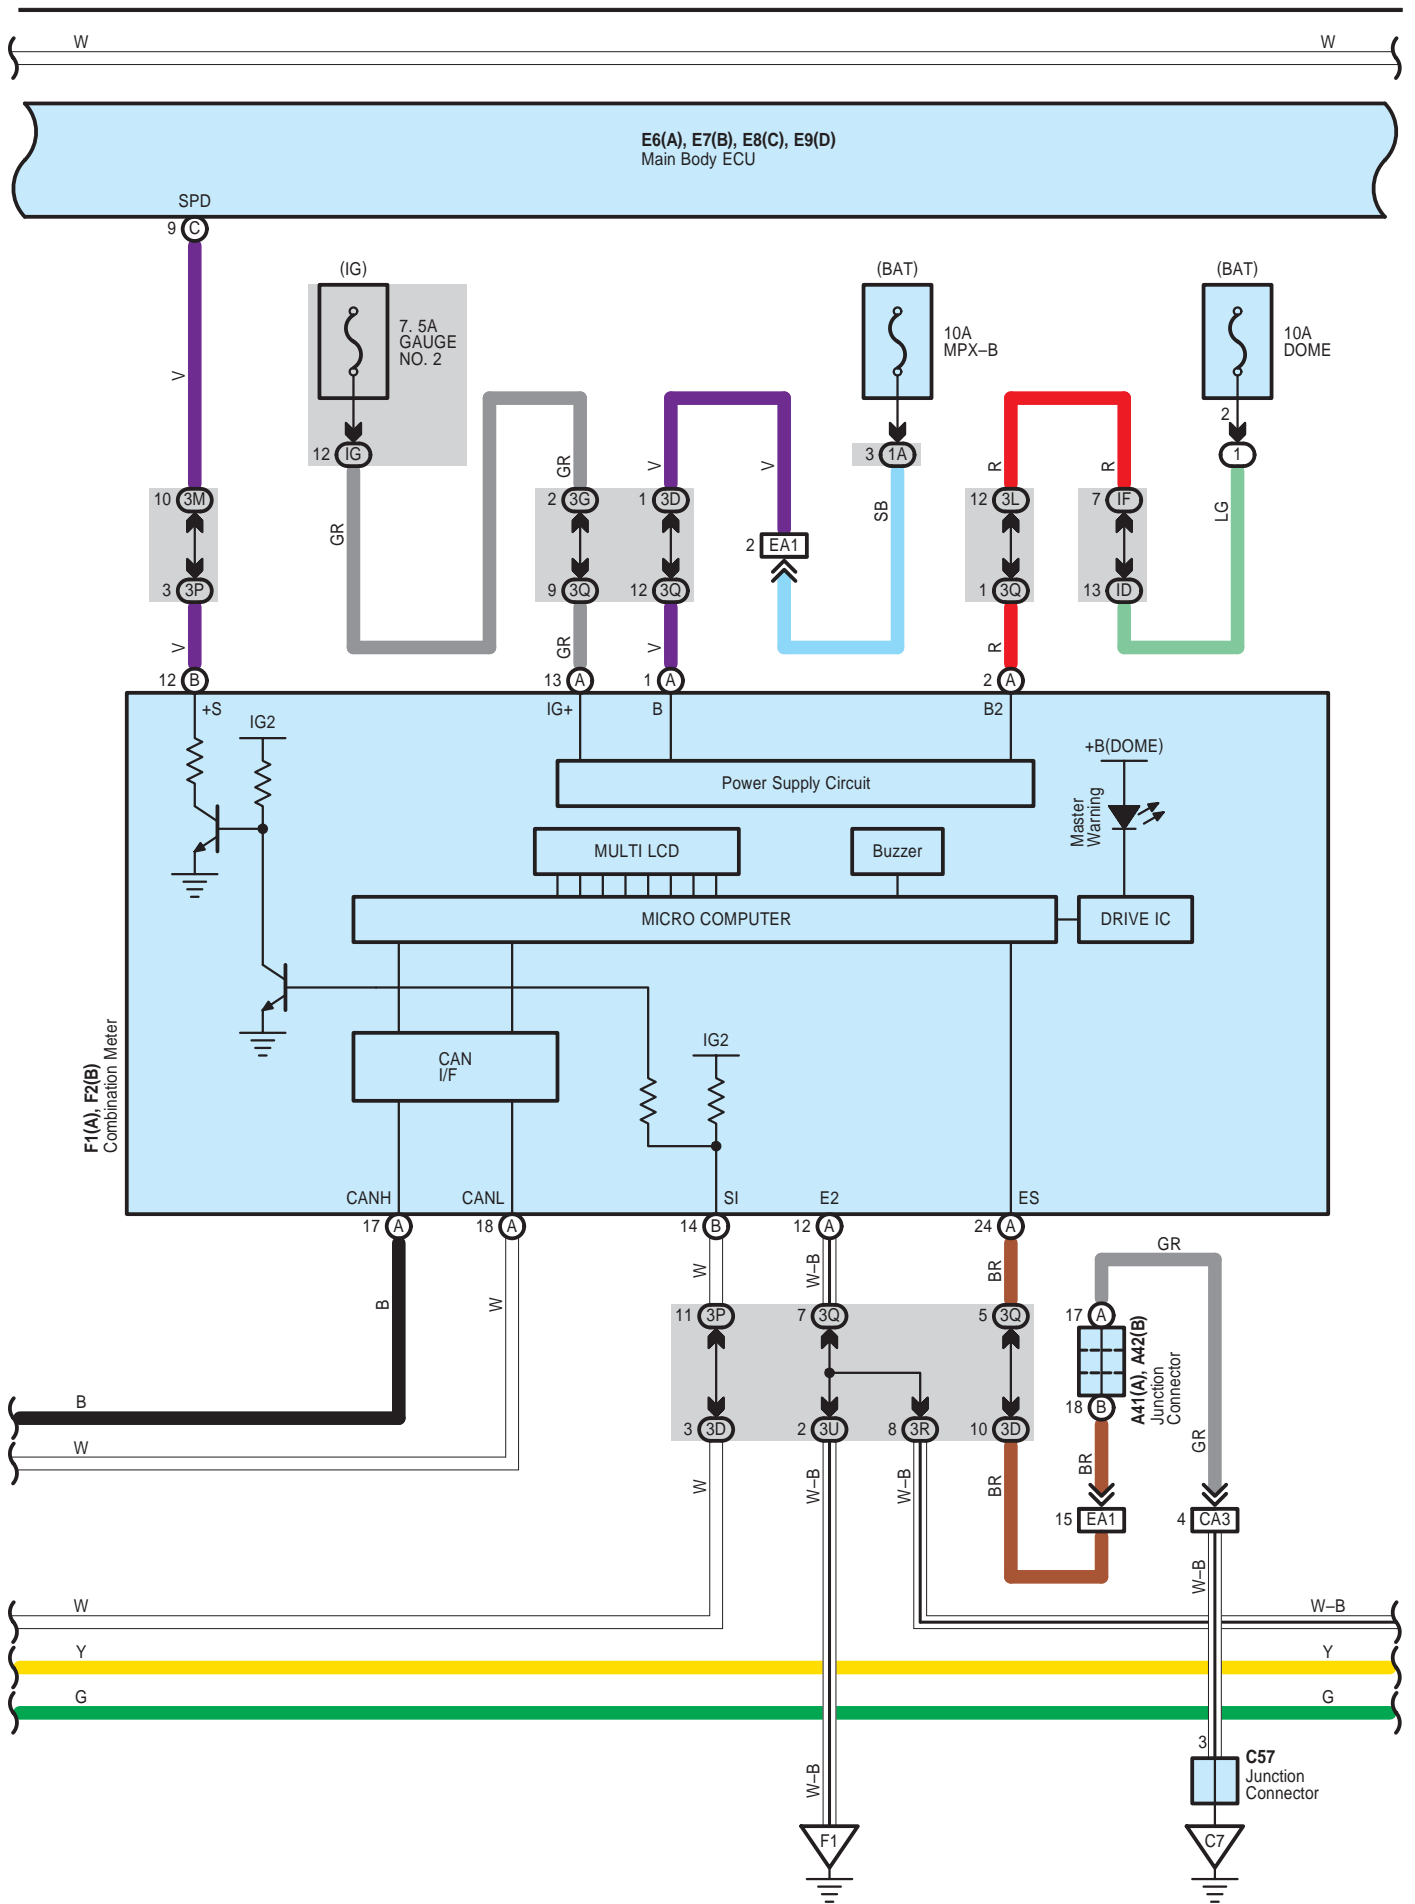 W
W
E6(A), E7(B), E8(C), E9(D)
Main Body ECU
SPD
9 C
(IG)
(BAT)
(BAT)
7. 5A
GAUGE
NO. 2
10A
MPX–B
10A
DOME
V
2
12 IG
3 1A
1
GR
V
V
R
R
10 3M
2 3G
1 3D
12 3L
7 IF
GR
SB
LG
2 EA1
3 3P
9 3Q
12 3Q
1 3Q
13 ID
V
GR
V
R
12 B
13 A
1 A
2 A
+S
IG+
B
B2
IG2
+B(DOME)
Power Supply Circuit
Master
Warning
MULTI LCD
Buzzer
MICRO COMPUTER
DRIVE IC
F1(A), F2(B)
Combination Meter
IG2
CAN
I/F
CANH
CANL
SI
E2
ES
17 A
18 A
14 B
12 A
24 A
GR
W
W–B
BR
B
W
11 3P
7 3Q
5 3Q
17 A
A41(A), A42(B)
Junction
Connector
B
18 B
3 3D
2 3U
8 3R
10 3D
W
GR
W
W–B
W–B
BR
BR
15 EA1
4 CA3
W–B
W
W–B
Y
Y
G
G
3
C57
Junction
Connector
W–B
F1
C7